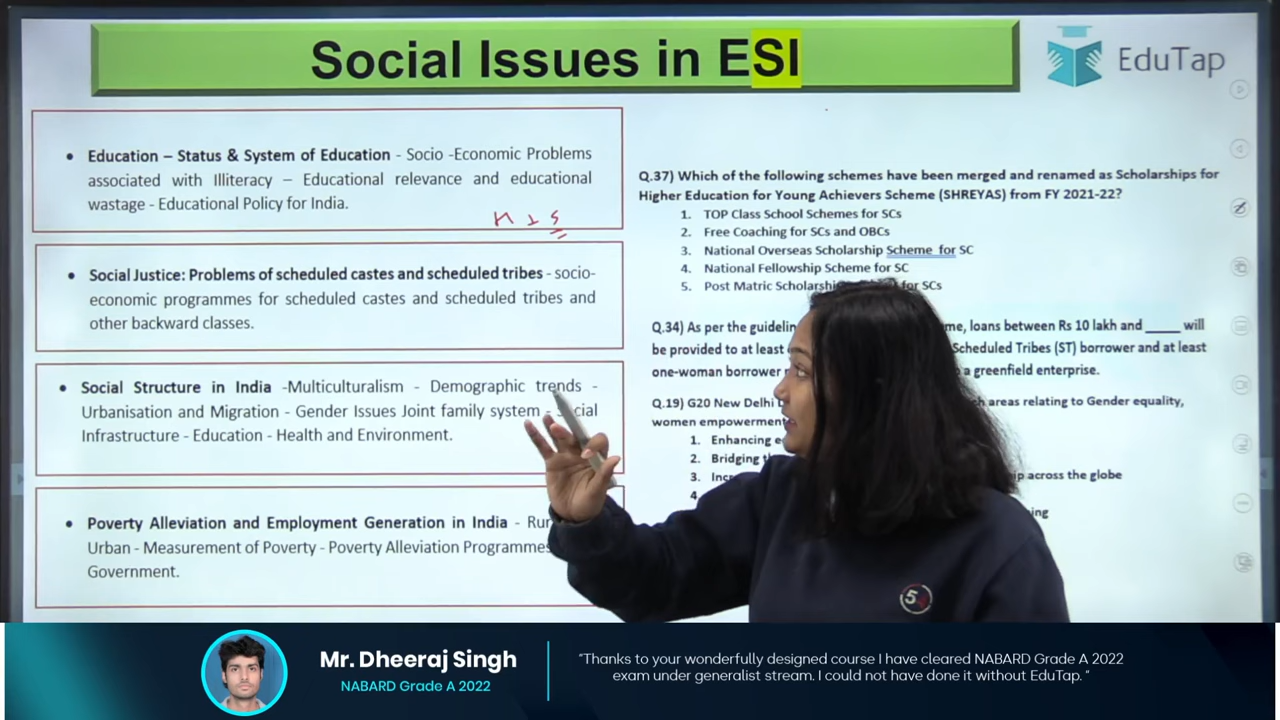 Social Issues in ESI
EduTap
• Education – Status & System of Education - Socio -Economic Problems
associated with Illiteracy – Educational relevance and educational
wastage - Educational Policy for India.
• Social Justice: Problems of scheduled castes and scheduled tribes - socio-
economic programmes for scheduled castes and scheduled tribes and
other backward classes.
• Social Structure in India -Multiculturalism - Demographic trends -
Urbanisation and Migration - Gender Issues Joint family system -
Infrastructure - Education - Health and Environment.
• Poverty Alleviation and Employment Generation in India -
Urban - Measurement of Poverty - Poverty Alleviation Programmes
Government.
Q.37) Which of the following schemes have been merged and renamed as Scholarships for
Higher Education for Young Achievers Scheme (SHREYAS) from FY 2021-22?
1. TOP Class School Schemes for SCs
2. Free Coaching for SCs and OBCs
3. National Overseas Scholarship Scheme for SC
4. National Fellowship Scheme for SC
5. Post Matric for SCs
Q.34) As per the loans between Rs 10 lakh and _____ will
be provided to at least Scheduled Tribes (ST) borrower and at least
one-woman borrower a greenfield enterprise.
Q.19) G20 New Delhi areas relating to Gender equality,
women empowerment
1. Enhancing
2. Bridging
3. across the globe
4.
5
Mr. Dheeraj Singh
NABARD Grade A 2022
"Thanks to your wonderfully designed course I have cleared NABARD Grade A 2022
exam under generalist stream. I could not have done it without EduTap. "